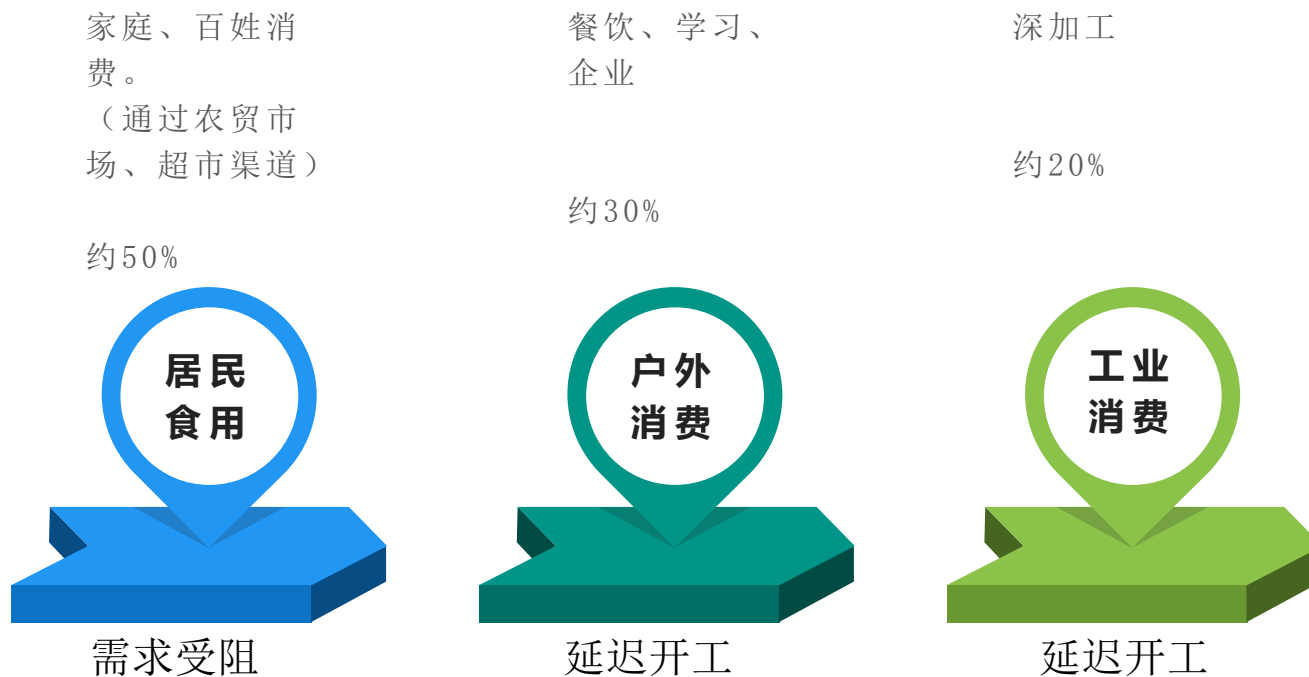 家庭、百姓消
费。
（通过农贸市
场、超市渠道）
约50%
居民
食用
需求受阻
餐饮、学习、
企业
约30%
户外
消费
延迟开工
深加工
约20%
工业
消费
延迟开工